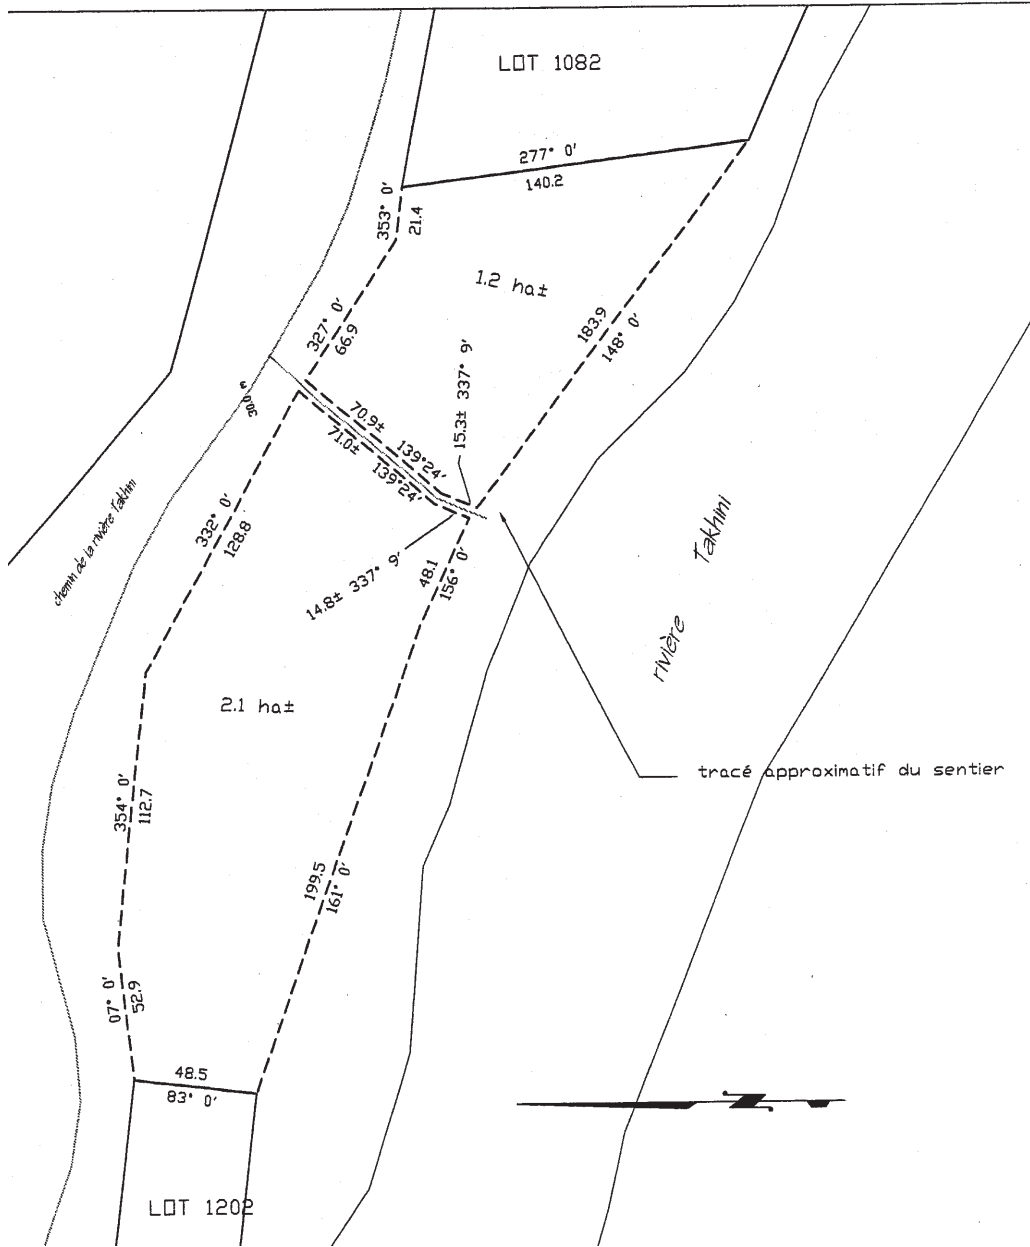 LOT 1082
277° 0'
140.2
353° 0'
21.4
1.2 ha±
327° 0'
66.9
183.9
148° 0'
15.3± 337° 9'
30.0 m
70.9± 139°24'
71.0± 139°24'
chemin de la rivière Takhini
332° 0'
128.8
14.8± 337° 9'
48.1
156° 0'
rivière Takhini
2.1 ha±
tracé approximatif du sentier
354° 0'
112.7
199.5
161° 0'
07° 0'
52.9
48.5
83° 0'
LOT 1202